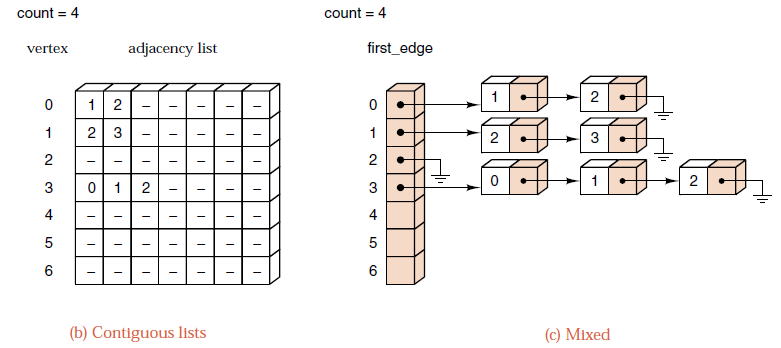 count = 4
vertex adjacency list
0 1 2 – – – – –
1 2 3 – – – – –
2 – – – – – – –
3 0 1 2 – – – –
4 – – – – – – –
5 – – – – – – –
6 – – – – – – –
(b) Contiguous lists
count = 4
first_edge
0 1 2
1 2 3
2
3 0 1 2
4
5
6
(c) Mixed